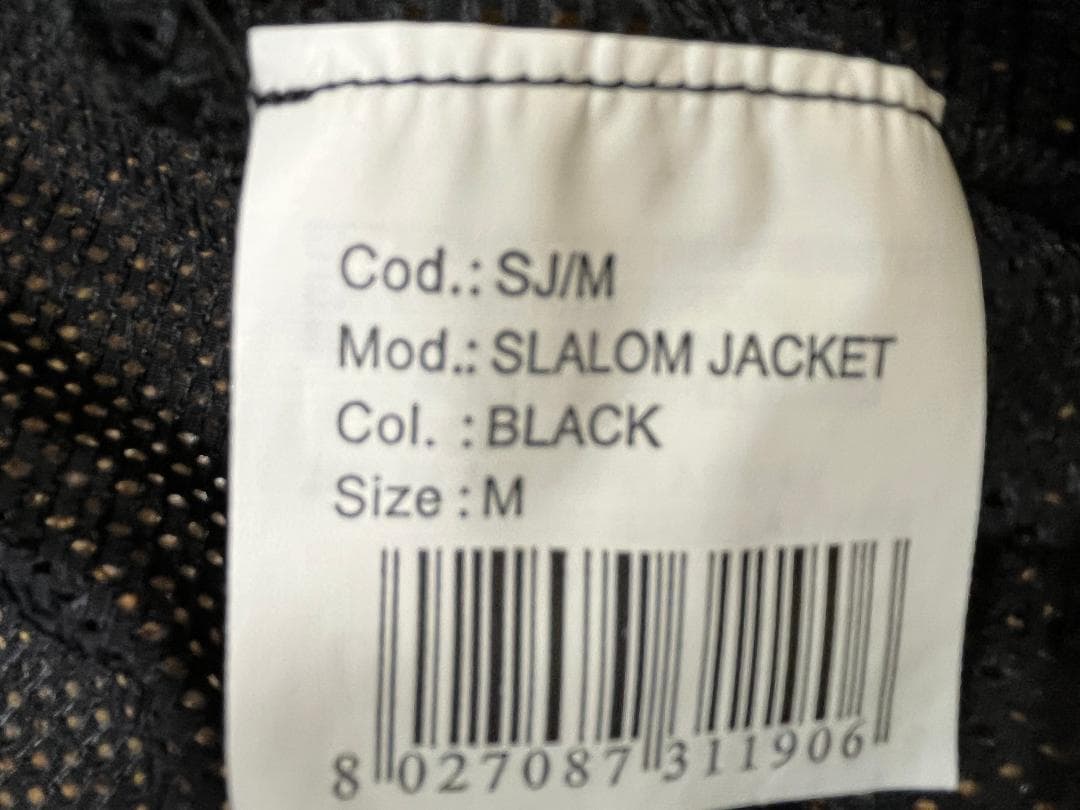 Cod.: SJ/M
Mod.: SLALOM JACKET
Col. : BLACK
Size : M
8 027087 311906